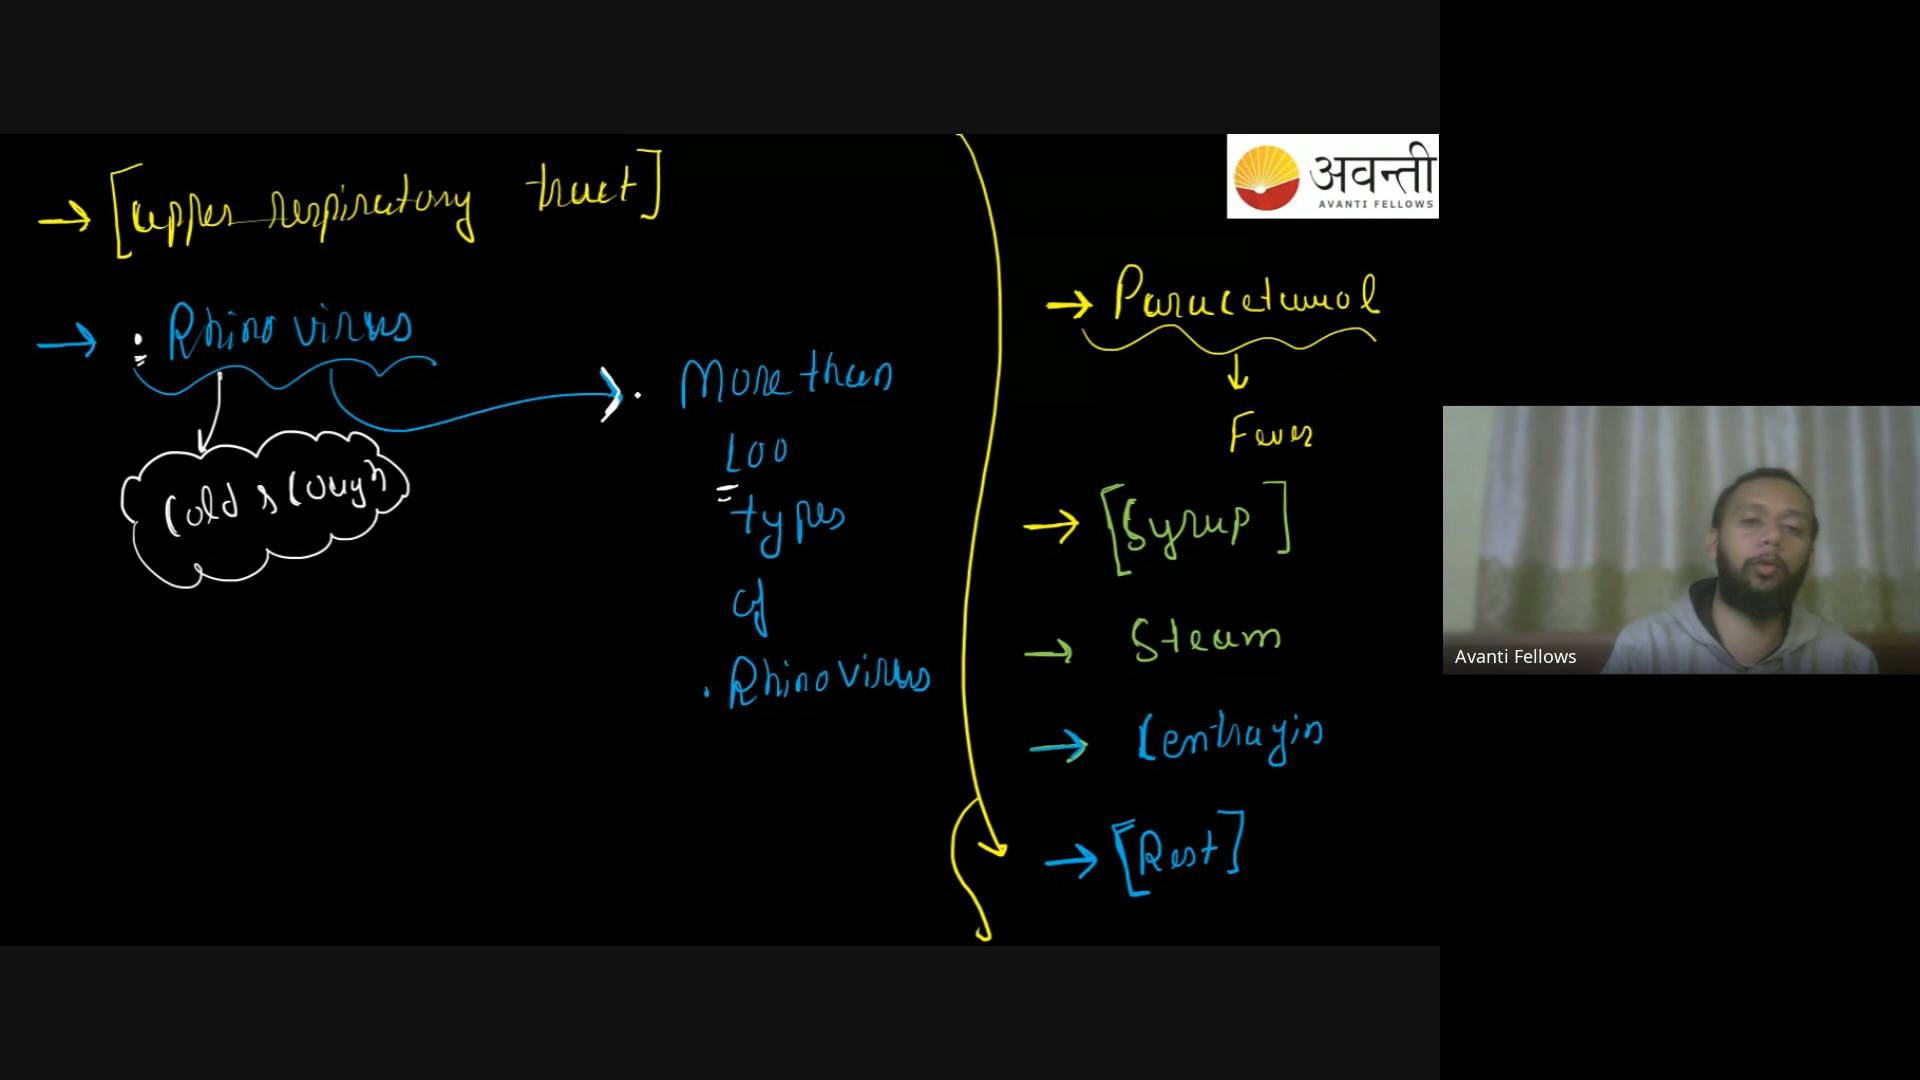 → [upper respiratory tract]
→ . Rhino virus
Cold & Cough
. More than
100
types
of
. Rhino virus
अवन्ती
AVANTI FELLOWS
→ Paracetamol
Fever
→ [Syrup]
→ Steam
→
→ [Rest]
Avanti Fellows